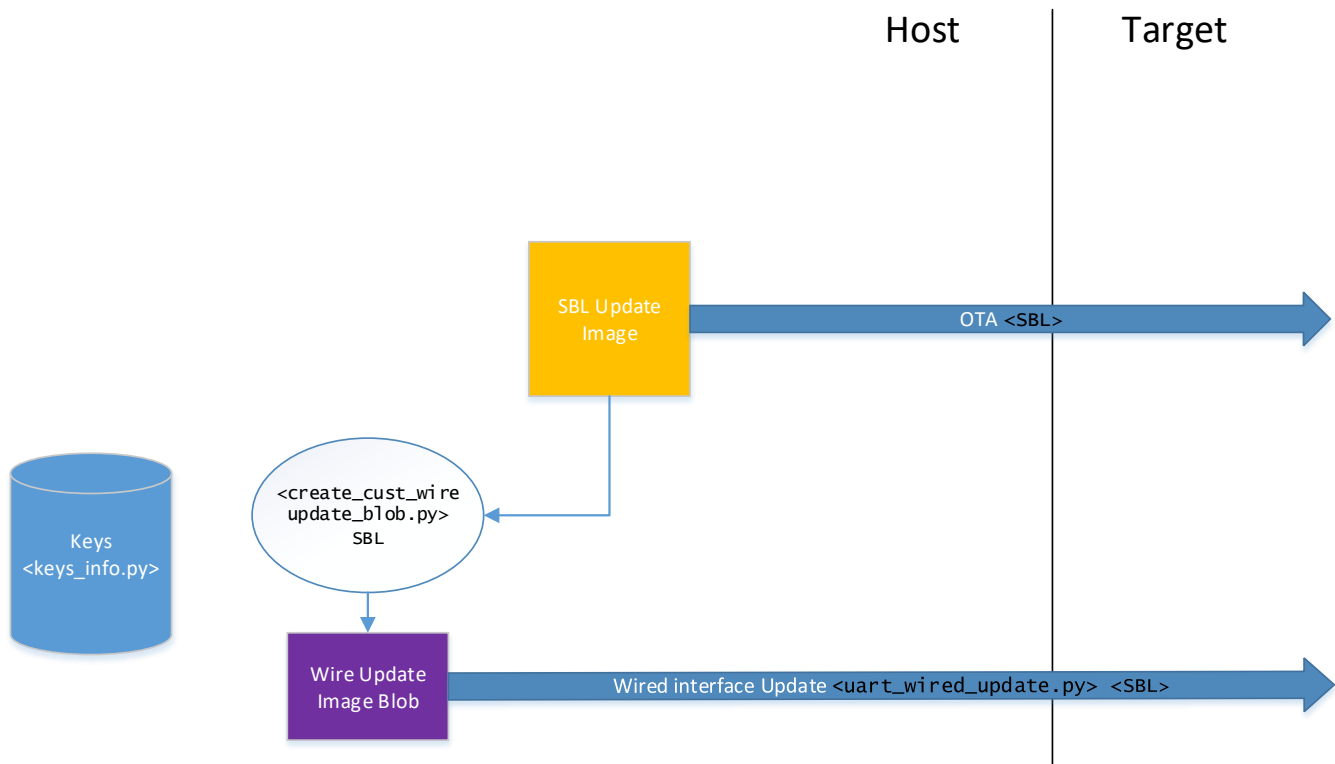 Host
Target
SBL Update
Image
OTA <SBL>
<create_cust_wire
update_blob.py>
SBL
Keys
<keys_info.py>
Wire Update
Image Blob
Wired interface Update <uart_wired_update.py> <SBL>